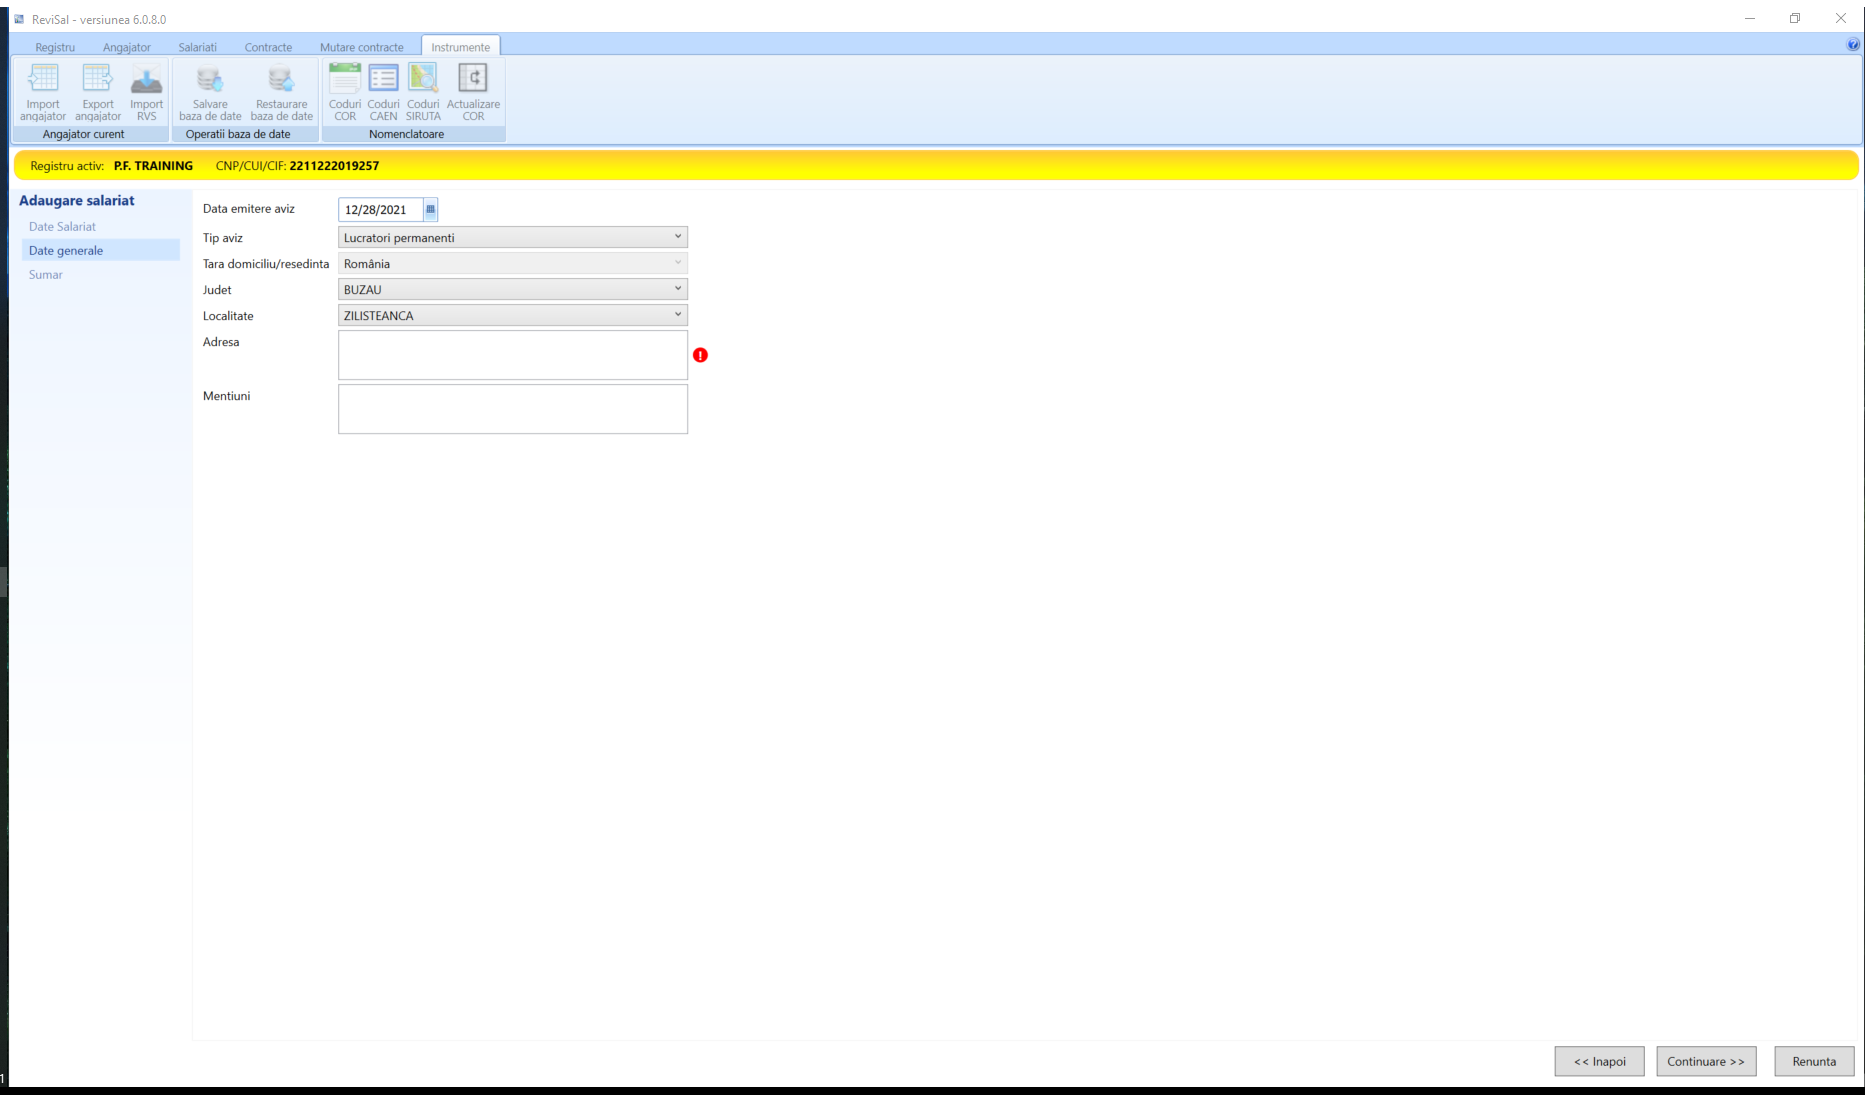 ReviSal - versiunea 6.0.8.0
Registru Angajator Salariati Contracte Mutare contracte Instrumente
Import angajator
Export angajator
Import RVS
Salvare baza de date
Restaurare baza de date
Coduri COR
Coduri CAEN
Coduri SIRUTA
Actualizare COR
Angajator curent
Operatii baza de date
Nomenclatoare
Registru activ: P.F. TRAINING CNP/CUI/CIF: 2211222019257
Adaugare salariat
Date Salariat
Date generale
Sumar
Data emitere aviz 12/28/2021
Tip aviz Lucratori permanenti
Tara domiciliu/resedinta România
Judet BUZAU
Localitate ZILISTEANCA
Adresa
Mentiuni
<< Inapoi Continuare >> Renunta
1